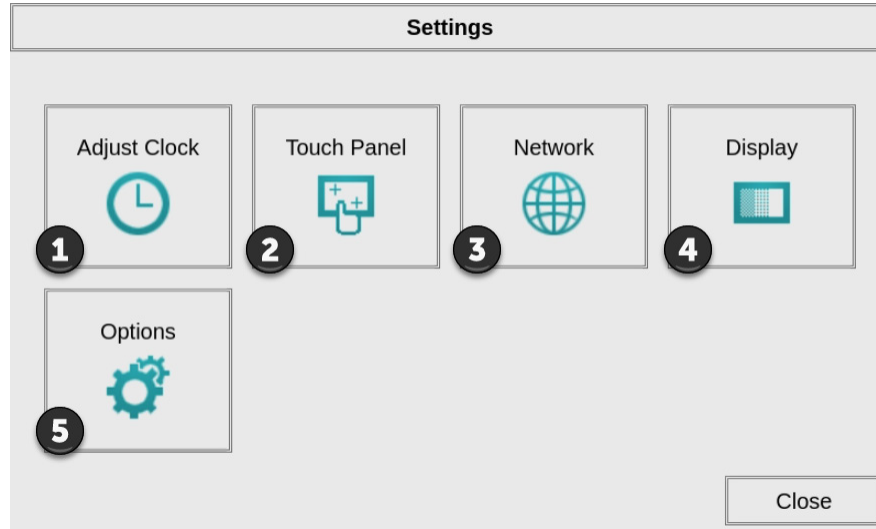 Settings
Adjust Clock
Touch Panel
Network
Display
1
2
3
4
Options
5
Close